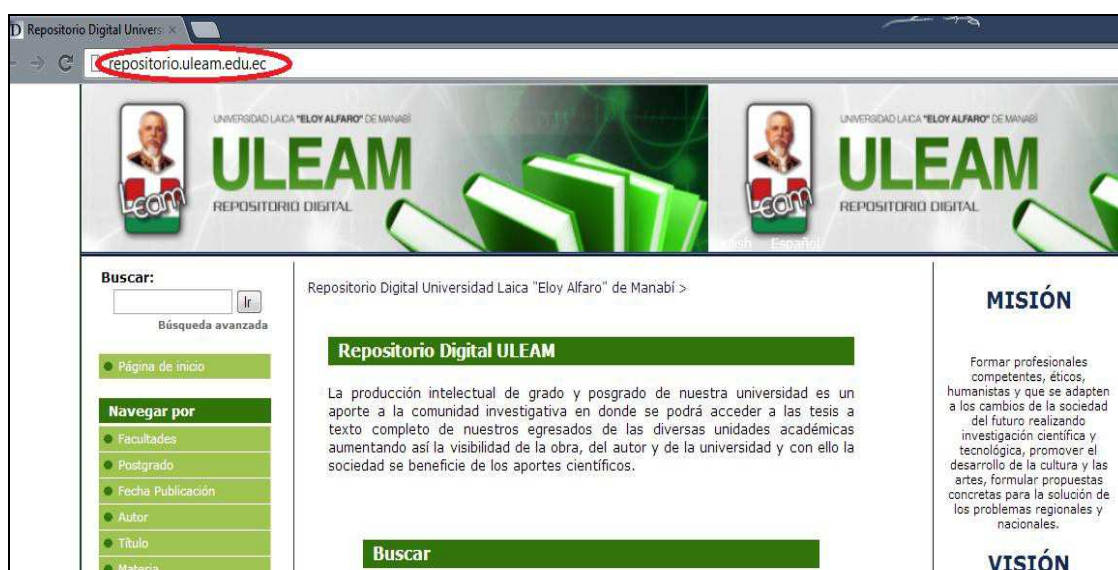 Repositorio Digital Univers
repositorio.uleam.edu.ec
UNIVERSIDAD LAICA "ELOY ALFARO" DE MANABÍ
ULEAM
REPOSITORIO DIGITAL
Leam
UNIVERSIDAD LAICA "ELOY ALFARO" DE MANABÍ
ULEAM
REPOSITORIO DIGITAL
Leam
Español
Buscar:
Ir
Búsqueda avanzada
Página de inicio
Navegar por
Facultades
Postgrado
Fecha Publicación
Autor
Título
Materia
Repositorio Digital Universidad Laica "Eloy Alfaro" de Manabí >
Repositorio Digital ULEAM
La producción intelectual de grado y posgrado de nuestra universidad es un
aporte a la comunidad investigativa en donde se podrá acceder a las tesis a
texto completo de nuestros egresados de las diversas unidades académicas
aumentando así la visibilidad de la obra, del autor y de la universidad y con ello la
sociedad se beneficie de los aportes científicos.
Buscar
MISIÓN
Formar profesionales
competentes, éticos,
humanistas y que se adapten
a los cambios de la sociedad
del futuro realizando
investigación científica y
tecnológica, promover el
desarrollo de la cultura y las
artes, formular propuestas
concretas para la solución de
los problemas regionales y
nacionales.
VISIÓN